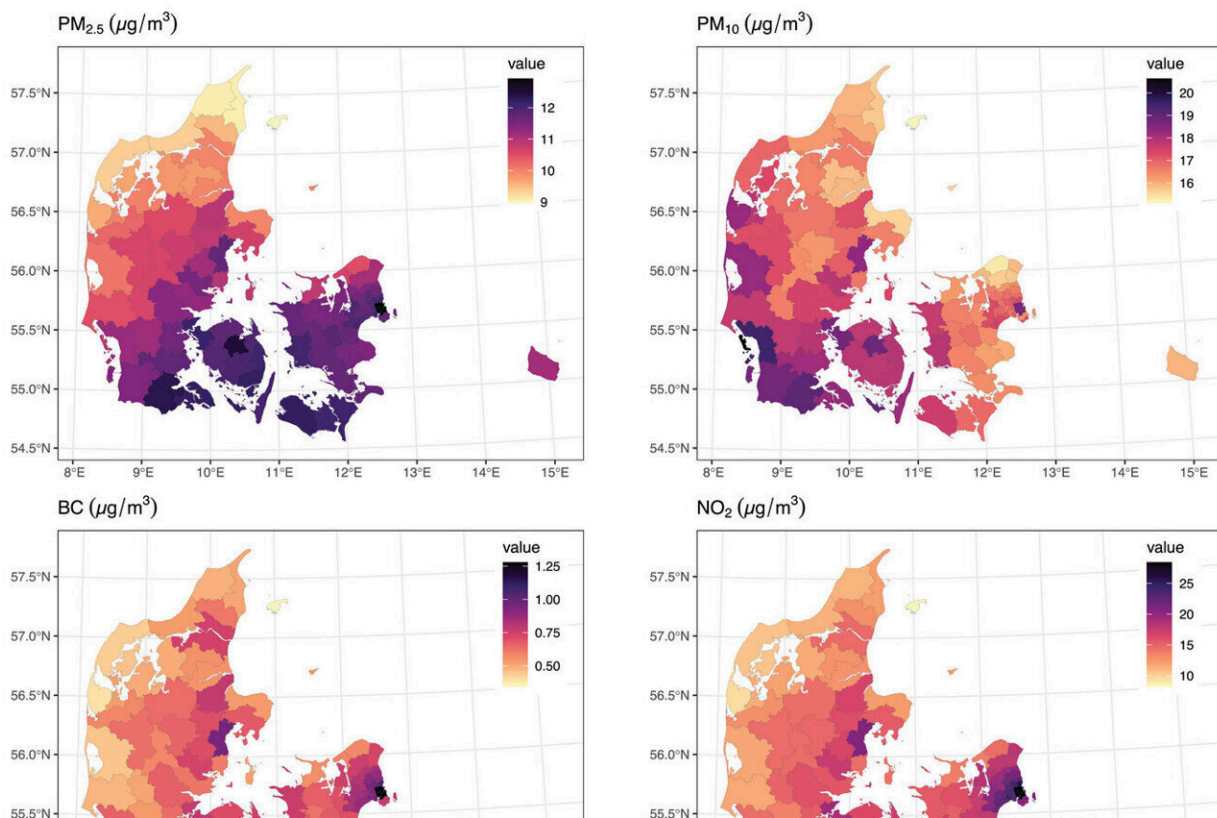 PM2.5 (µg/m³)
value
12
11
10
9
57.5°N
57.0°N
56.5°N
56.0°N
55.5°N
55.0°N
54.5°N
8°E 9°E 10°E 11°E 12°E 13°E 14°E 15°E
PM10 (µg/m³)
value
20
19
18
17
16
57.5°N
57.0°N
56.5°N
56.0°N
55.5°N
55.0°N
54.5°N
8°E 9°E 10°E 11°E 12°E 13°E 14°E 15°E
BC (µg/m³)
value
1.25
1.00
0.75
0.50
57.5°N
57.0°N
56.5°N
56.0°N
55.5°N
NO2 (µg/m³)
value
25
20
15
10
57.5°N
57.0°N
56.5°N
56.0°N
55.5°N